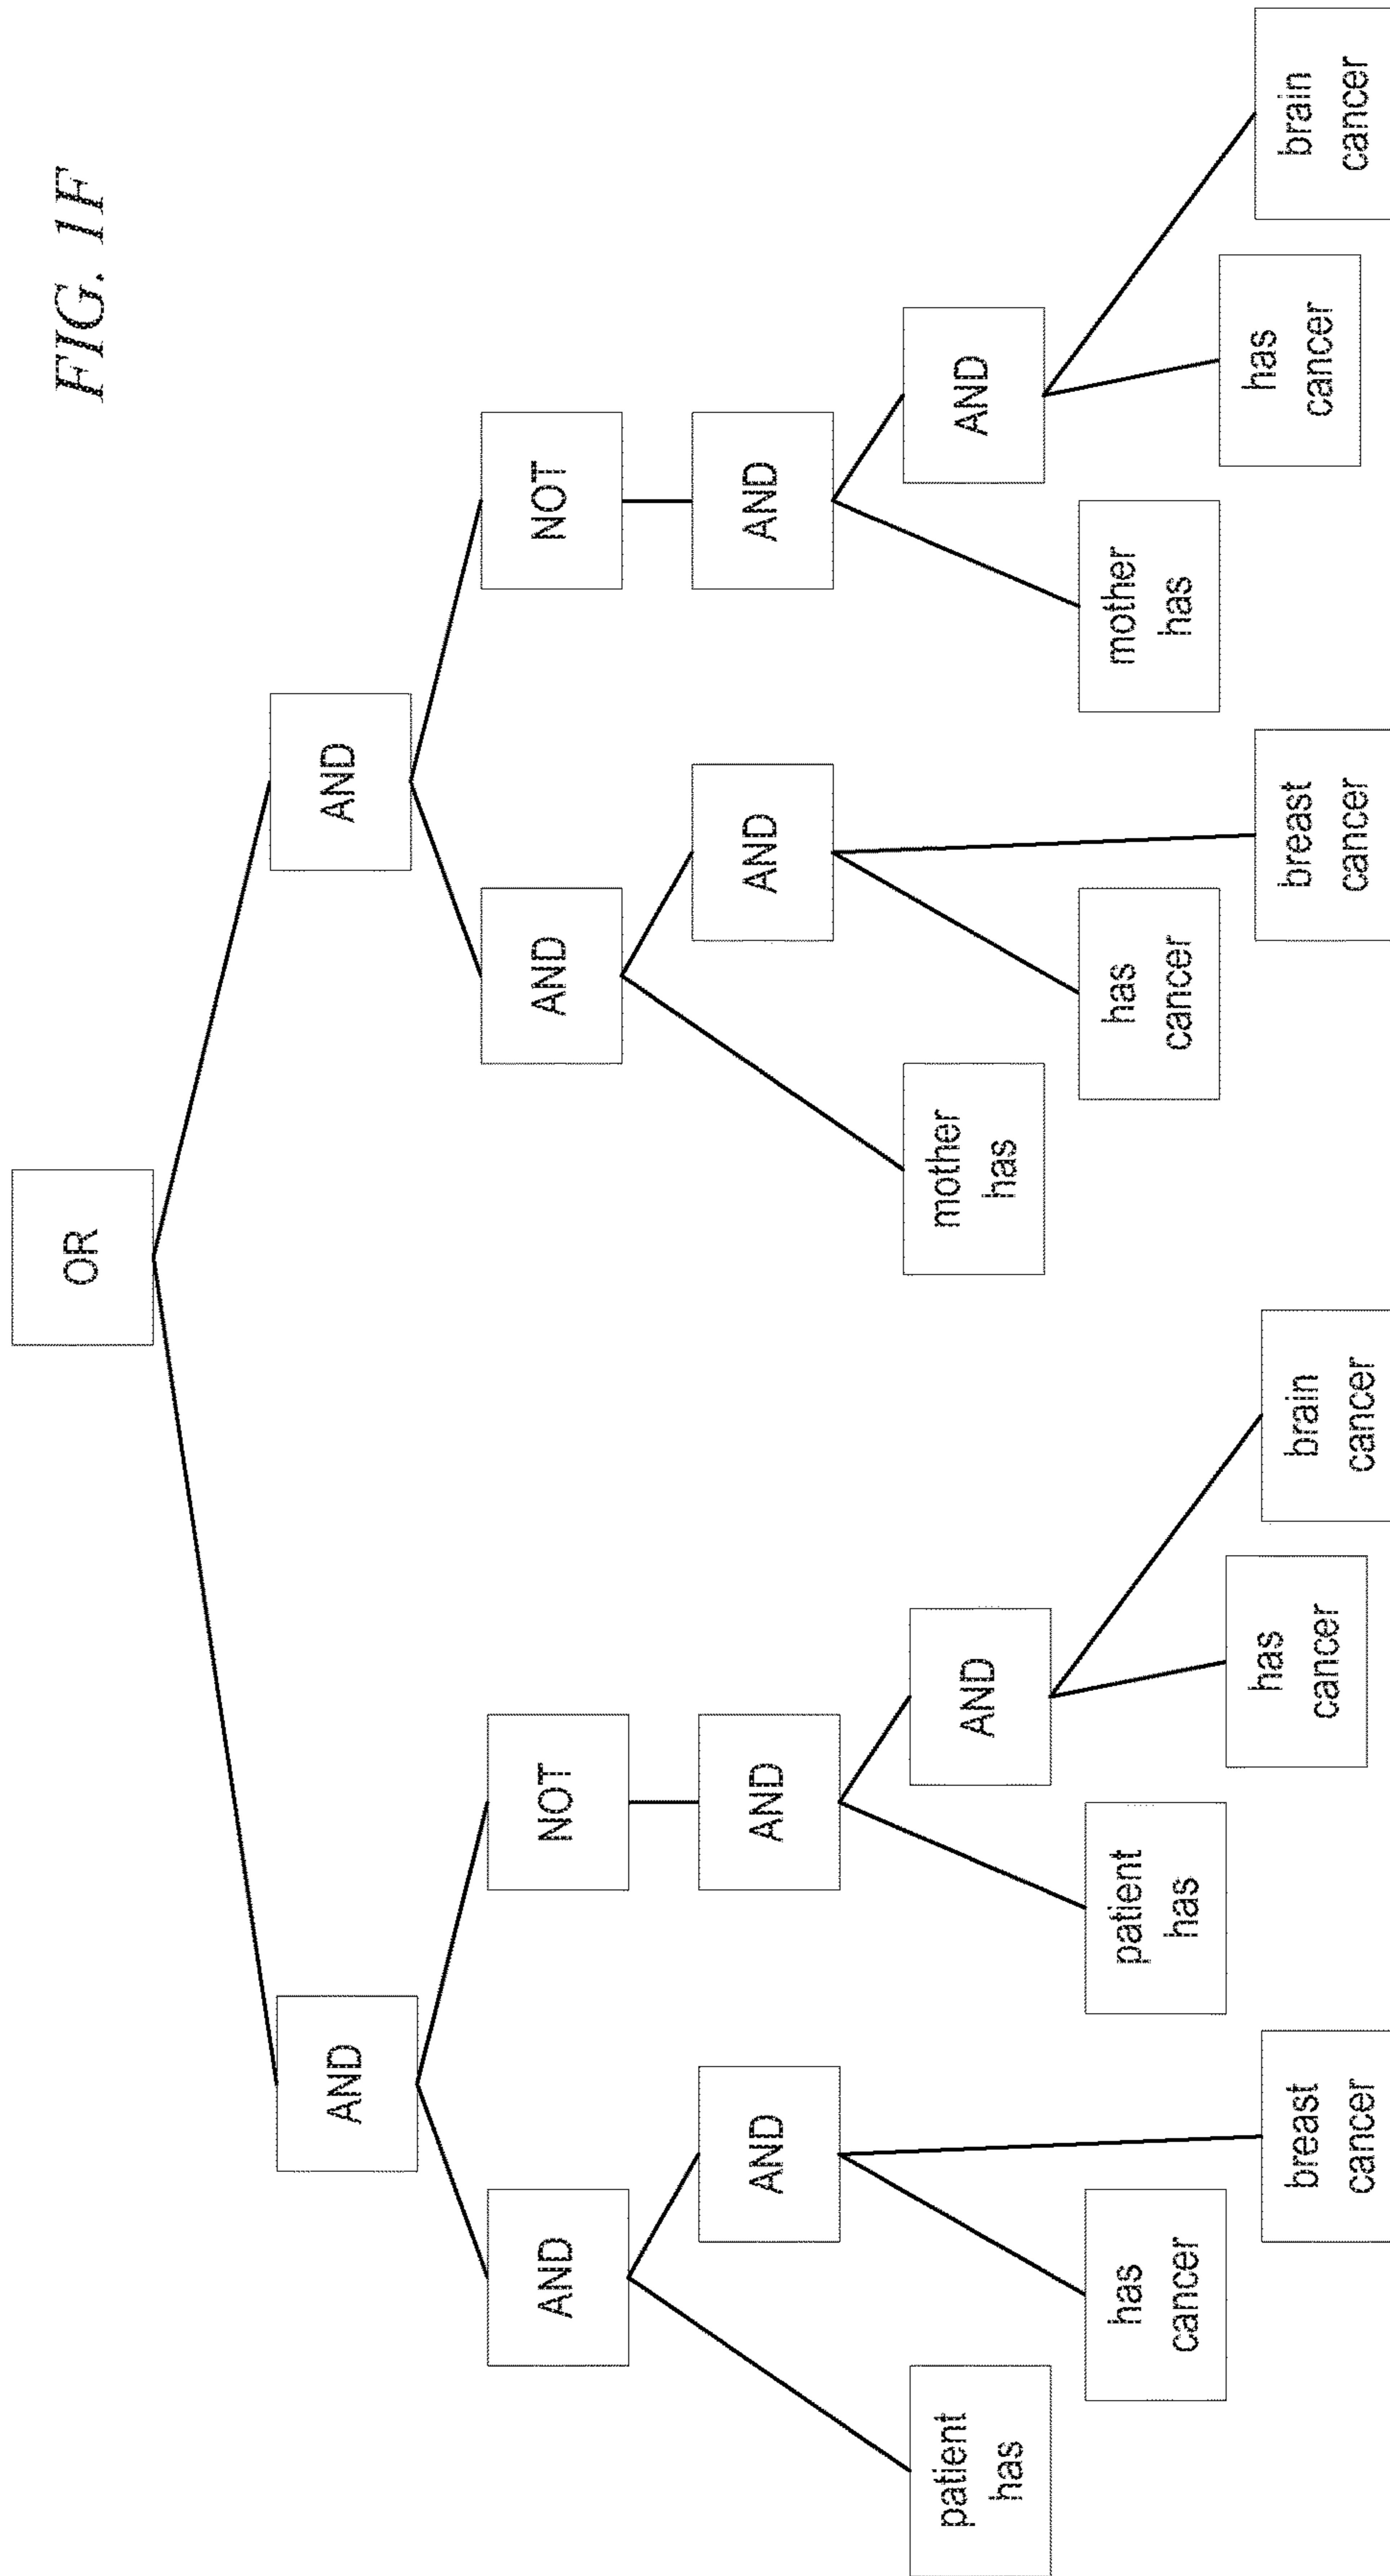 FIG. 1F
OR
AND
AND
AND
NOT
AND
NOT
AND
AND
AND
AND
patient
has
AND
mother
has
AND
has
cancer
patient
has
has
cancer
mother
has
breast
cancer
has
cancer
brain
cancer
breast
cancer
has
cancer
brain
cancer